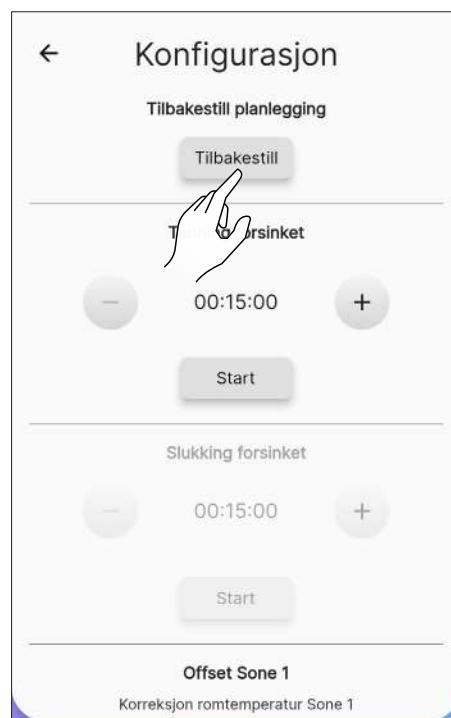 Konfigurasjon
Tilbakestill planlegging
Tilbakestill
forsinket
00:15:00
Start
Slukking forsinket
00:15:00
Start
Offset Sone 1
Korreksjon romtemperatur Sone 1